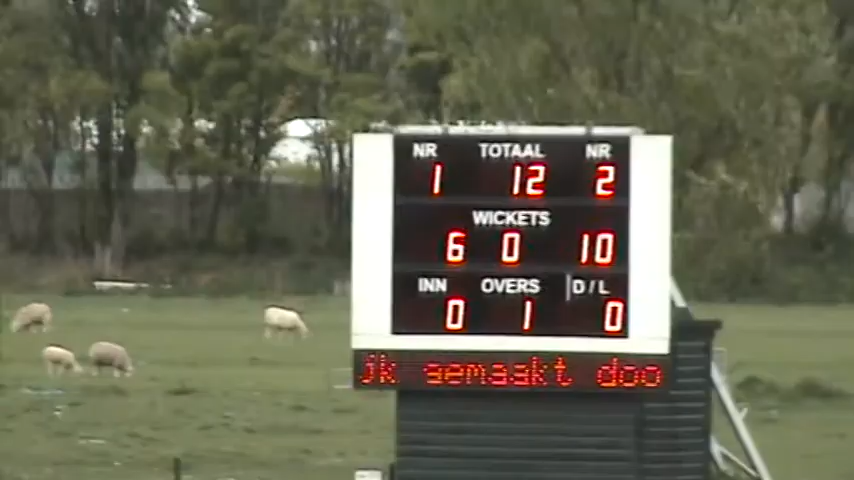 NR TOTAAL NR
1 12 2
WICKETS
6 0 10
INN OVERS D/L
0 1 0
jk gemaakt doo